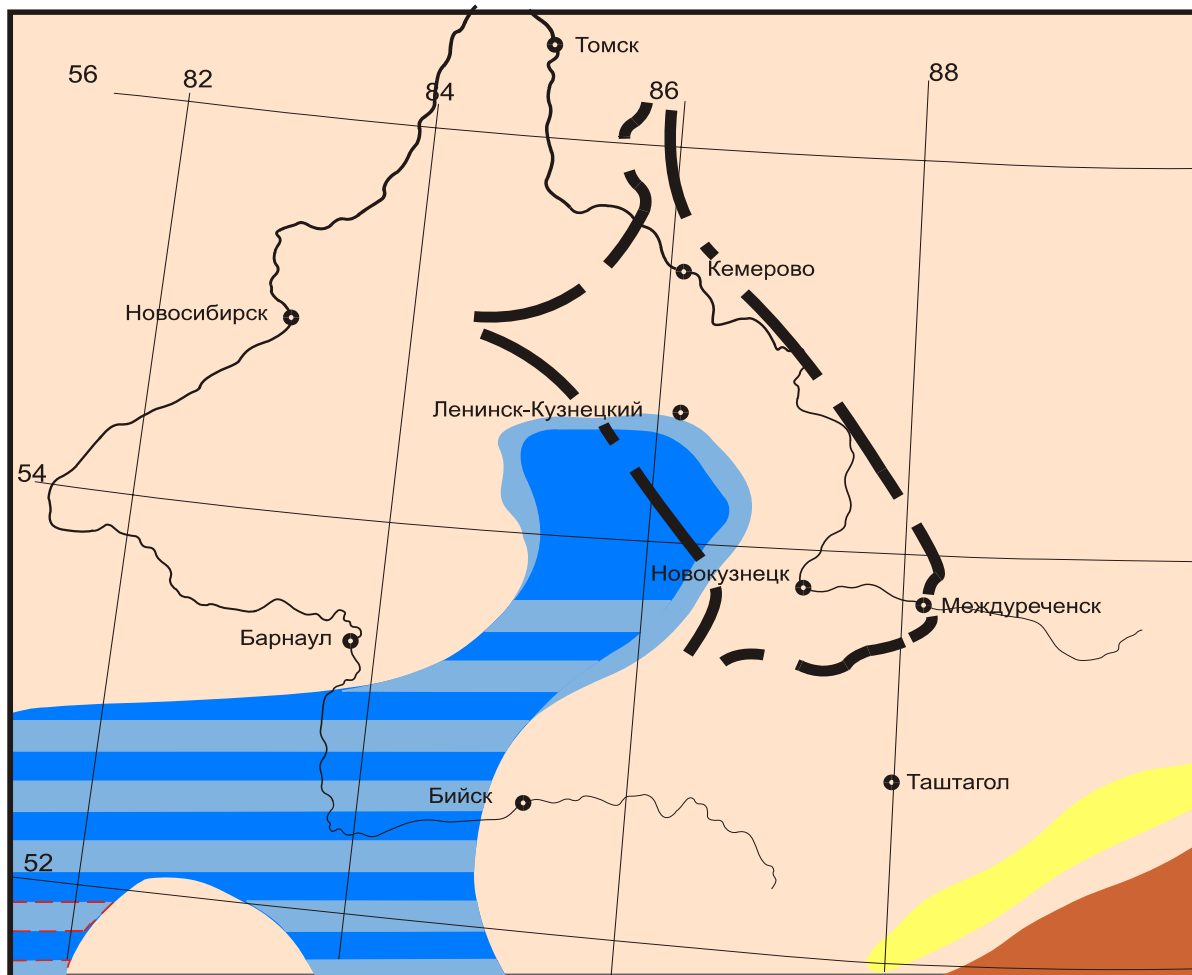 Томск
56
82
84
86
88
Кемерово
Новосибирск
Ленинск-Кузнецкий
54
Новокузнецк
Междуреченск
Барнаул
Таштагол
Бийск
52